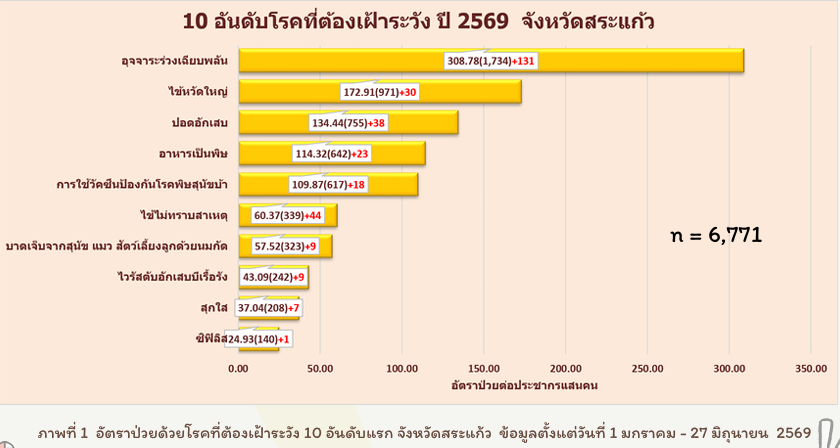 10 อันดับโรคที่ต้องเฝ้าระวัง ปี 2569 จังหวัดสระแก้ว
อุจจาระร่วงเฉียบพลัน 308.78(1,734)+131
ไข้หวัดใหญ่ 172.91(971)+30
ปอดอักเสบ 134.44(755)+38
อาหารเป็นพิษ 114.32(642)+23
การใช้วัคซีนป้องกันโรคพิษสุนัขบ้า 109.87(617)+18
ไข้ไม่ทราบสาเหตุ 60.37(339)+44
บาดเจ็บจากสุนัข แมว สัตว์เลี้ยงลูกด้วยนมกัด 57.52(323)+9
n = 6,771
ไวรัสตับอักเสบบีเรื้อรัง 43.09(242)+9
สุกใส 37.04(208)+7
ซิฟิลิส 24.93(140)+1
0.00 50.00 100.00 150.00 200.00 250.00 300.00 350.00
อัตราป่วยต่อประชากรแสนคน
ภาพที่ 1 อัตราป่วยด้วยโรคที่ต้องเฝ้าระวัง 10 อันดับแรก จังหวัดสระแก้ว ข้อมูลตั้งแต่วันที่ 1 มกราคม - 27 มิถุนายน 2569